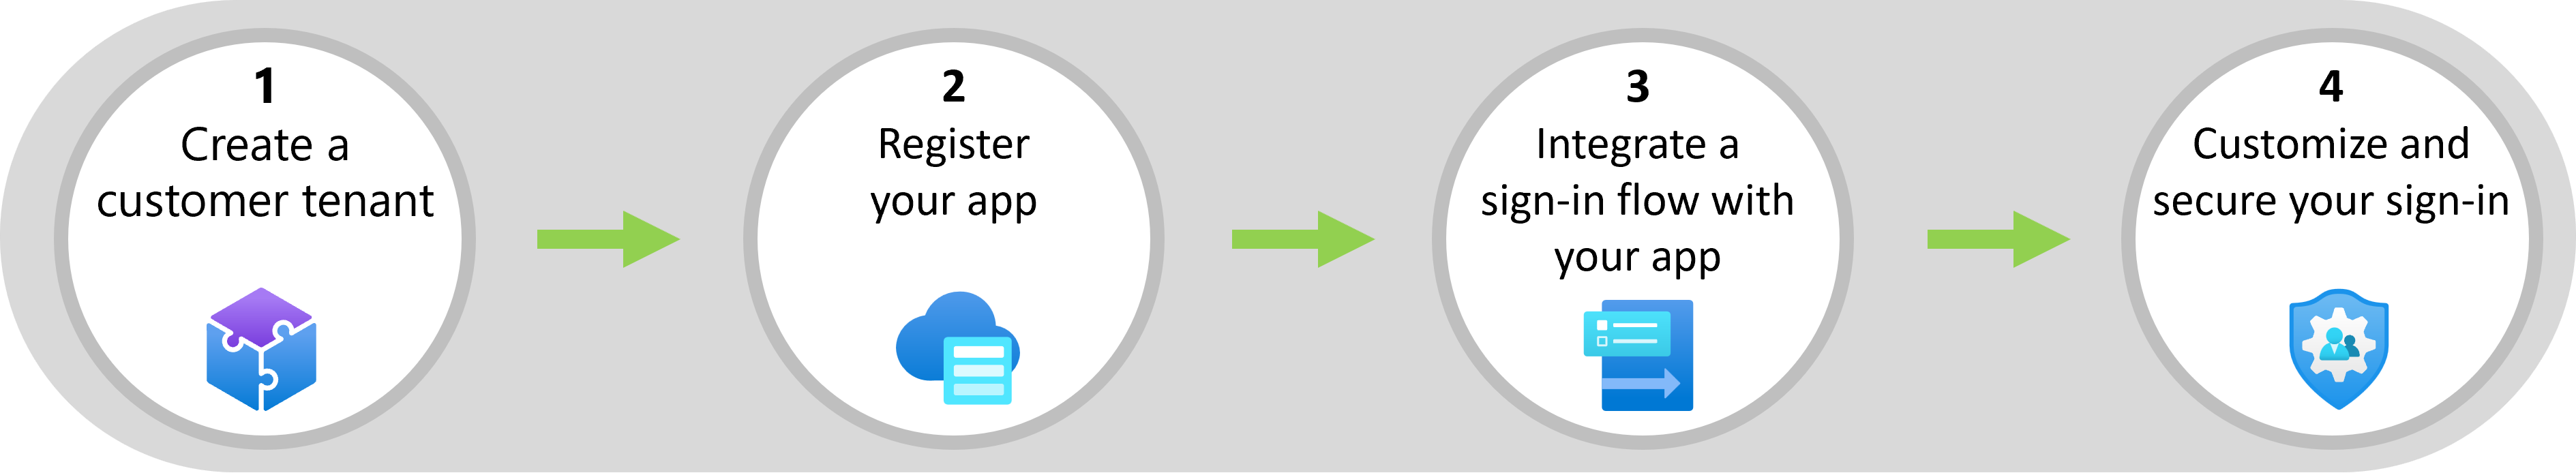 1
Create a
customer tenant
2
Register
your app
3
Integrate a
sign-in flow with
your app
4
Customize and
secure your sign-in